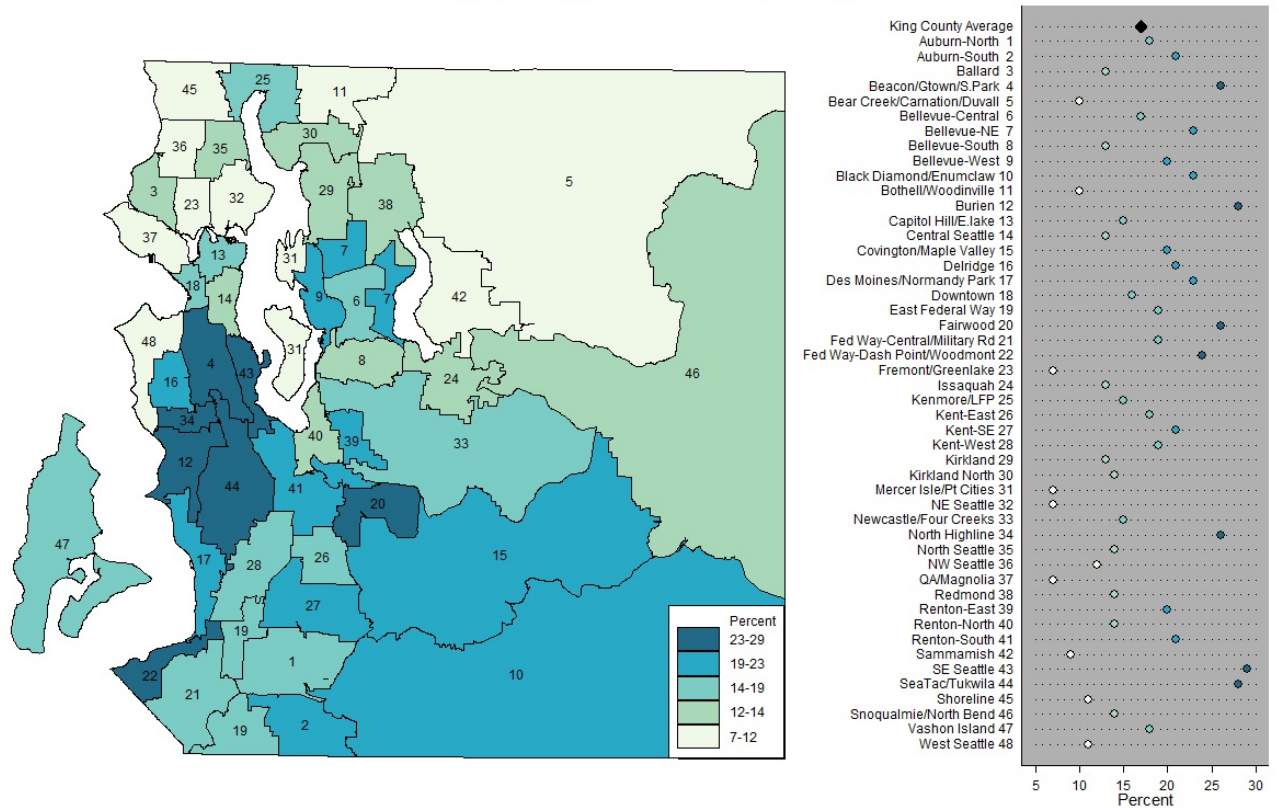 45
25
11
30
36
35
5
3
23
32
29
38
37
13
7
31
18
9
6
7
42
14
48
31
4
8
46
43
24
16
34
40
39
33
12
44
41
20
47
17
28
26
15
27
19
1
22
10
21
19
2
Percent
23-29
19-23
14-19
12-14
7-12
King County Average
Auburn-North 1
Auburn-South 2
Ballard 3
Beacon/Gtown/S.Park 4
Bear Creek/Carnation/Duvall 5
Bellevue-Central 6
Bellevue-NE 7
Bellevue-South 8
Bellevue-West 9
Black Diamond/Enumclaw 10
Bothell/Woodinville 11
Burien 12
Capitol Hill/E.lake 13
Central Seattle 14
Covington/Maple Valley 15
Delridge 16
Des Moines/Normandy Park 17
Downtown 18
East Federal Way 19
Fairwood 20
Fed Way-Central/Military Rd 21
Fed Way-Dash Point/Woodmont 22
Fremont/Greenlake 23
Issaquah 24
Kenmore/LFP 25
Kent-East 26
Kent-SE 27
Kent-West 28
Kirkland 29
Kirkland North 30
Mercer Isle/Pt Cities 31
NE Seattle 32
Newcastle/Four Creeks 33
North Highline 34
North Seattle 35
NW Seattle 36
QA/Magnolia 37
Redmond 38
Renton-East 39
Renton-North 40
Renton-South 41
Sammamish 42
SE Seattle 43
SeaTac/Tukwila 44
Shoreline 45
Snoqualmie/North Bend 46
Vashon Island 47
West Seattle 48
5 10 15 20 25 30
Percent